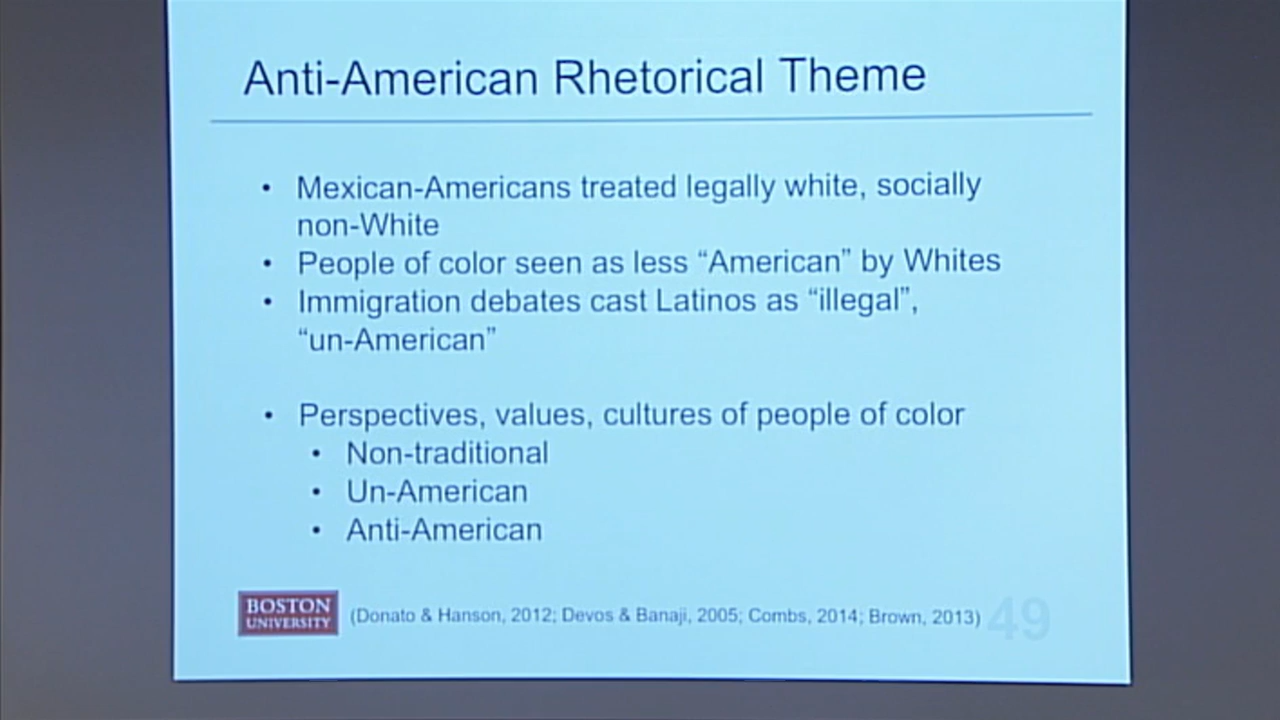 Anti-American Rhetorical Theme
• Mexican-Americans treated legally white, socially
non-White
• People of color seen as less “American” by Whites
• Immigration debates cast Latinos as “illegal”,
“un-American”
• Perspectives, values, cultures of people of color
• Non-traditional
• Un-American
• Anti-American
BOSTON
UNIVERSITY
(Donato & Hanson, 2012; Devos & Banaji, 2005; Combs, 2014; Brown, 2013)
49